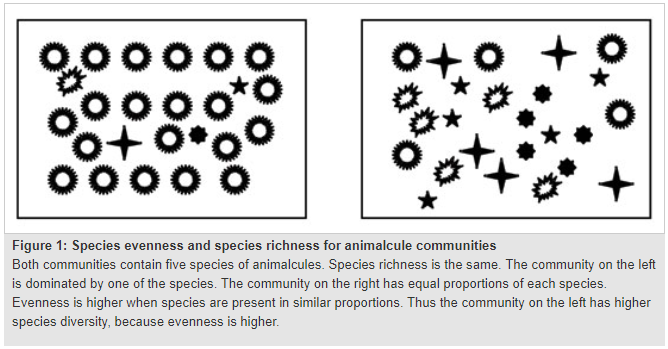 Figure 1: Species evenness and species richness for animalcule communities
Both communities contain five species of animalcules. Species richness is the same. The community on the left
is dominated by one of the species. The community on the right has equal proportions of each species.
Evenness is higher when species are present in similar proportions. Thus the community on the left has higher
species diversity, because evenness is higher.